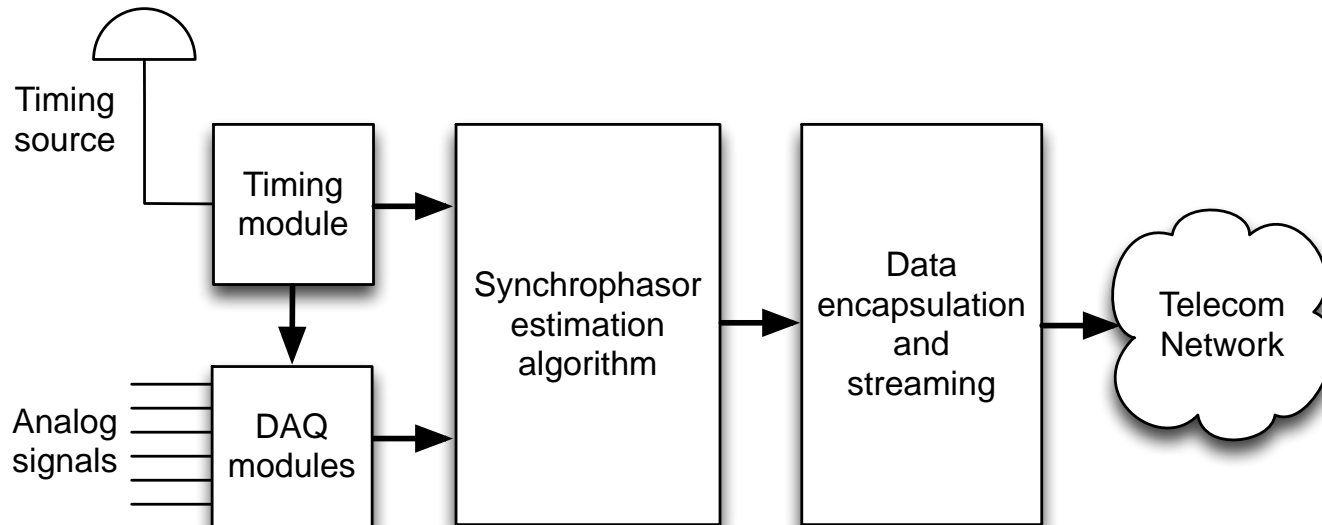 Timing
source
Timing
module
Analog
signals
DAQ
modules
Synchrophasor
estimation
algorithm
Data
encapsulation
and
streaming
Telecom
Network